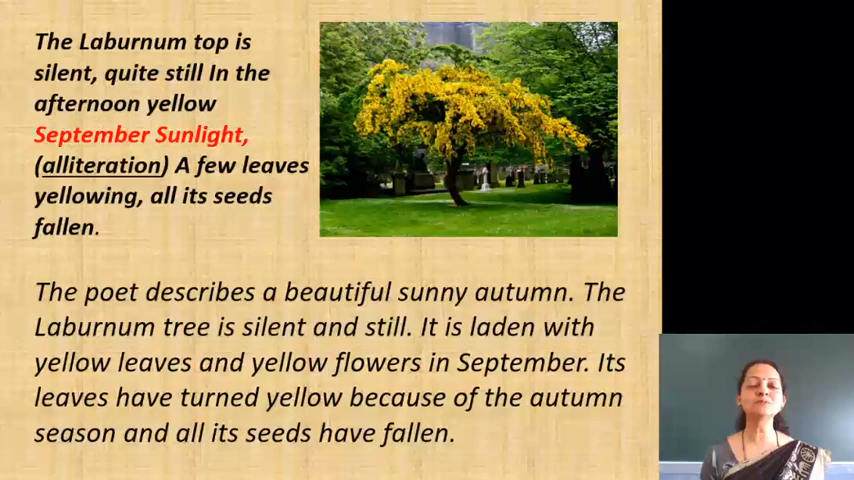 The Laburnum top is
silent, quite still In the
afternoon yellow
September Sunlight,
(alliteration) A few leaves
yellowing, all its seeds
fallen.
The poet describes a beautiful sunny autumn. The
Laburnum tree is silent and still. It is laden with
yellow leaves and yellow flowers in September. Its
leaves have turned yellow because of the autumn
season and all its seeds have fallen.